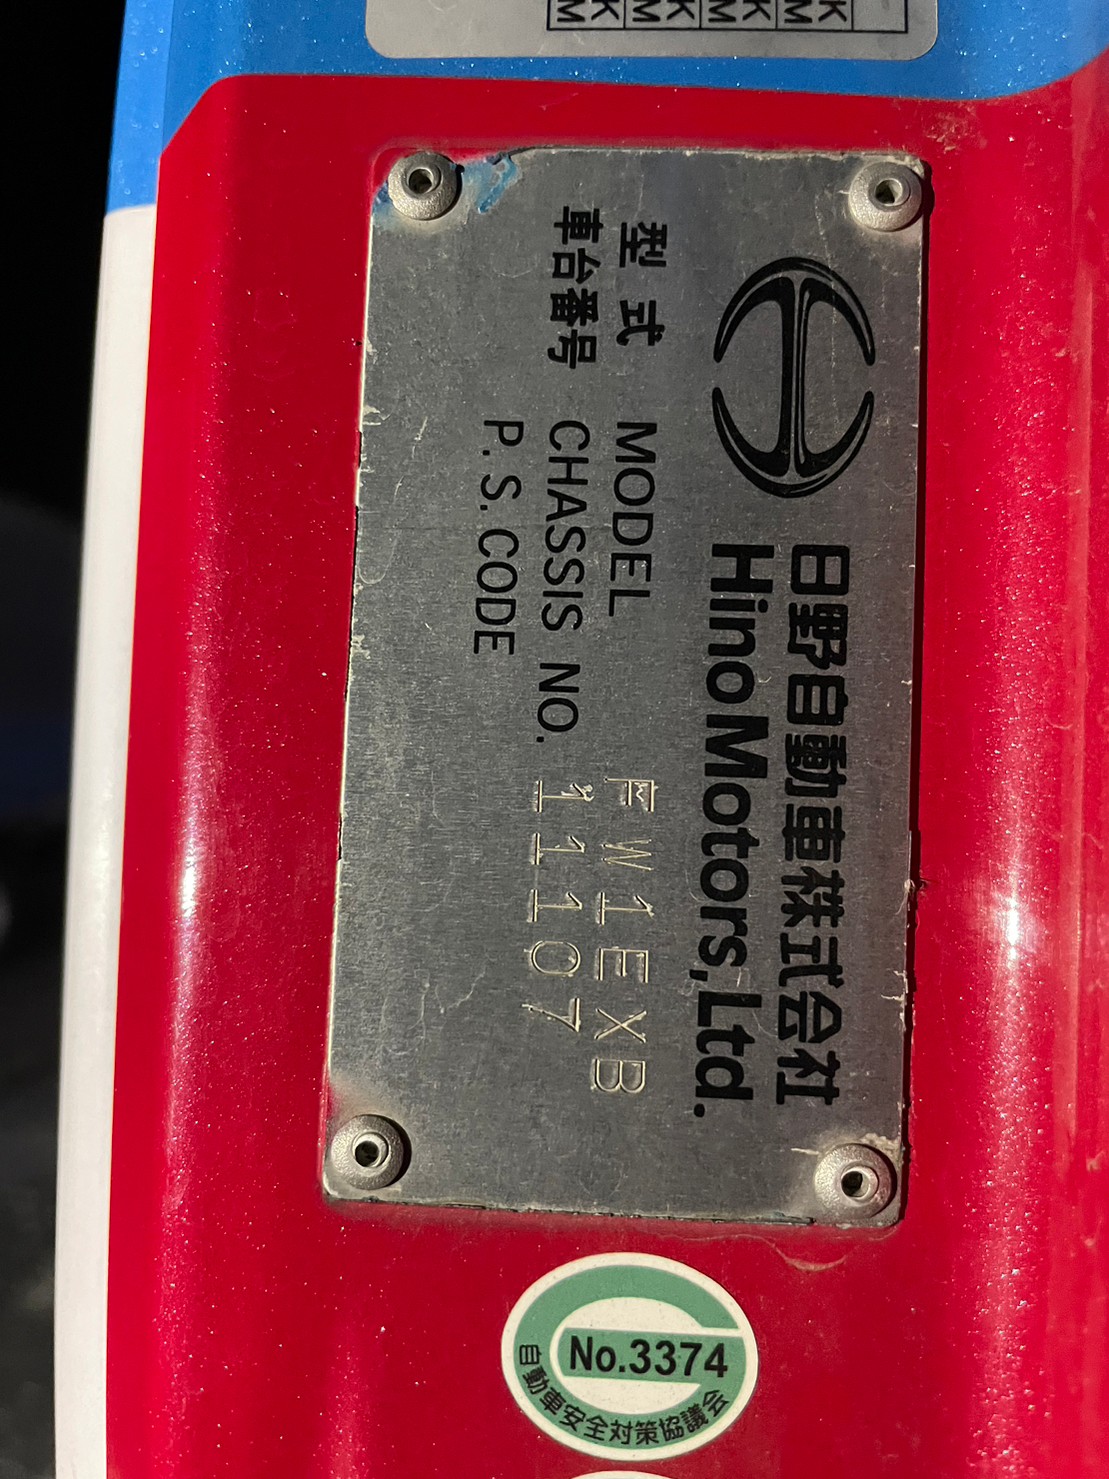 日野自動車株式会社
Hino Motors, Ltd.
型式 MODEL FW1EXB
車台番号 CHASSIS NO. 11107
P.S.CODE
No.3374
自動車安全対策協議会